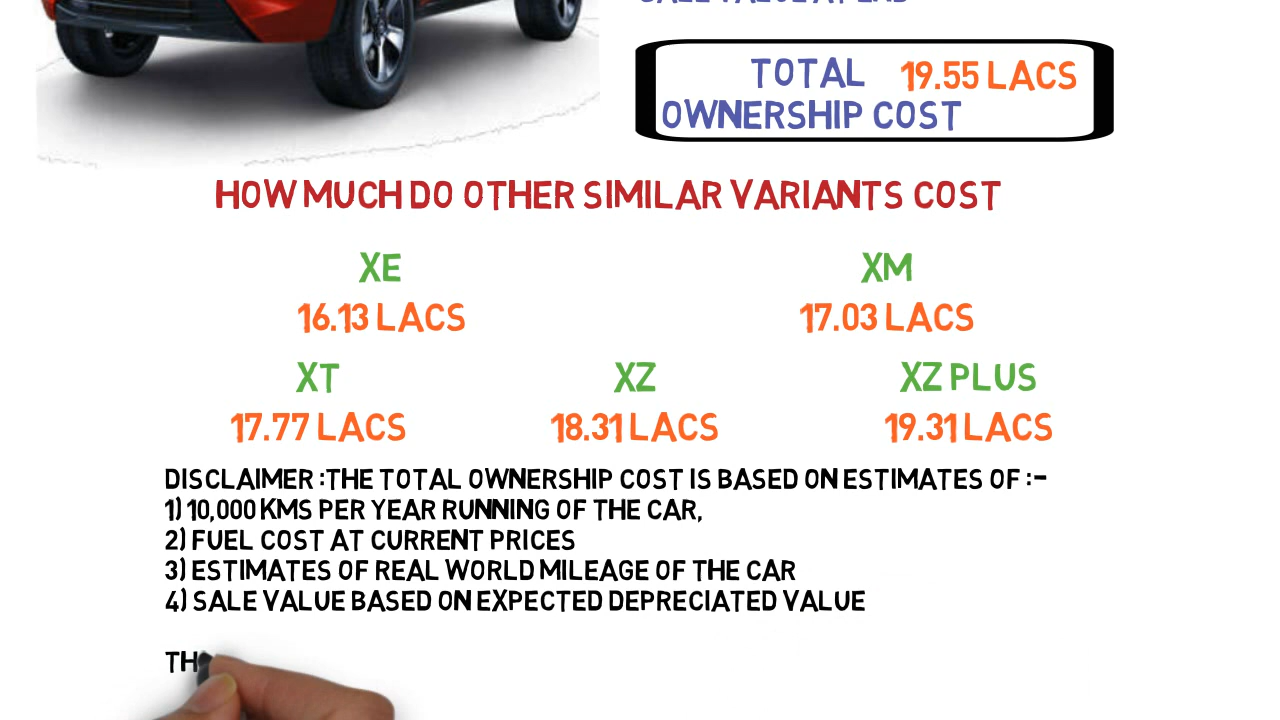 TOTAL 19.55 LACS
OWNERSHIP COST
HOW MUCH DO OTHER SIMILAR VARIANTS COST
XE XM
16.13 LACS 17.03 LACS
XT XZ XZ PLUS
17.77 LACS 18.31 LACS 19.31 LACS
DISCLAIMER :THE TOTAL OWNERSHIP COST IS BASED ON ESTIMATES OF :-
1) 10,000 KMS PER YEAR RUNNING OF THE CAR,
2) FUEL COST AT CURRENT PRICES
3) ESTIMATES OF REAL WORLD MILEAGE OF THE CAR
4) SALE VALUE BASED ON EXPECTED DEPRECIATED VALUE
TH